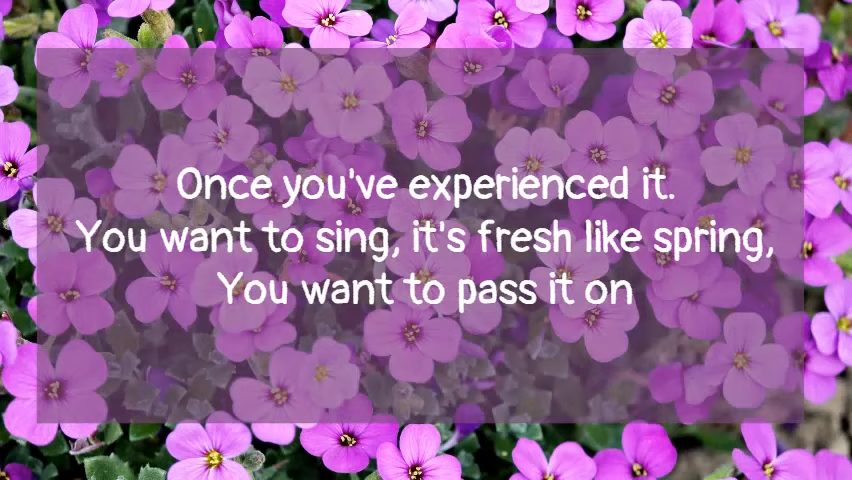 Once you've experienced it.
You want to sing, it's fresh like spring,
You want to pass it on